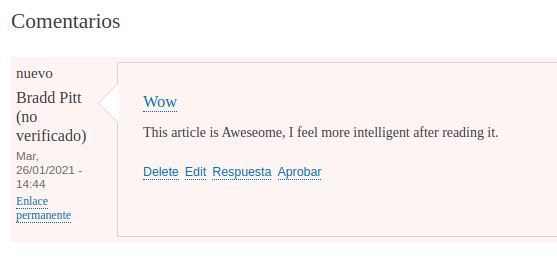 Comentarios
nuevo
Bradd Pitt
(no
verificado)
Mar,
26/01/2021 -
14:44
Enlace
permanente
Wow
This article is Aweseome, I feel more intelligent after reading it.
Delete Edit Respuesta Aprobar